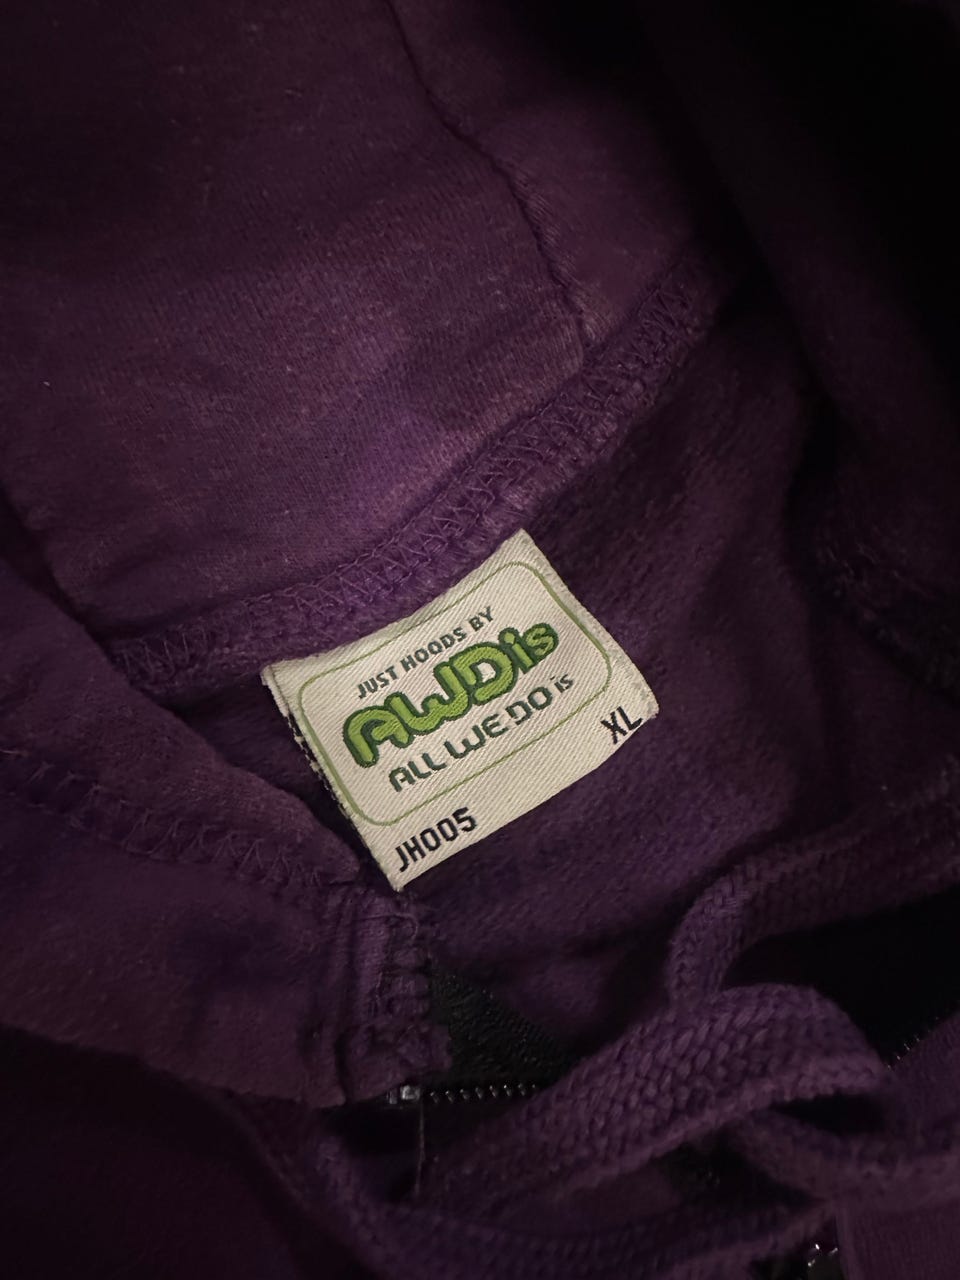 JUST HOODS BY
AWDis
ALL WE DO is
XL
JH005